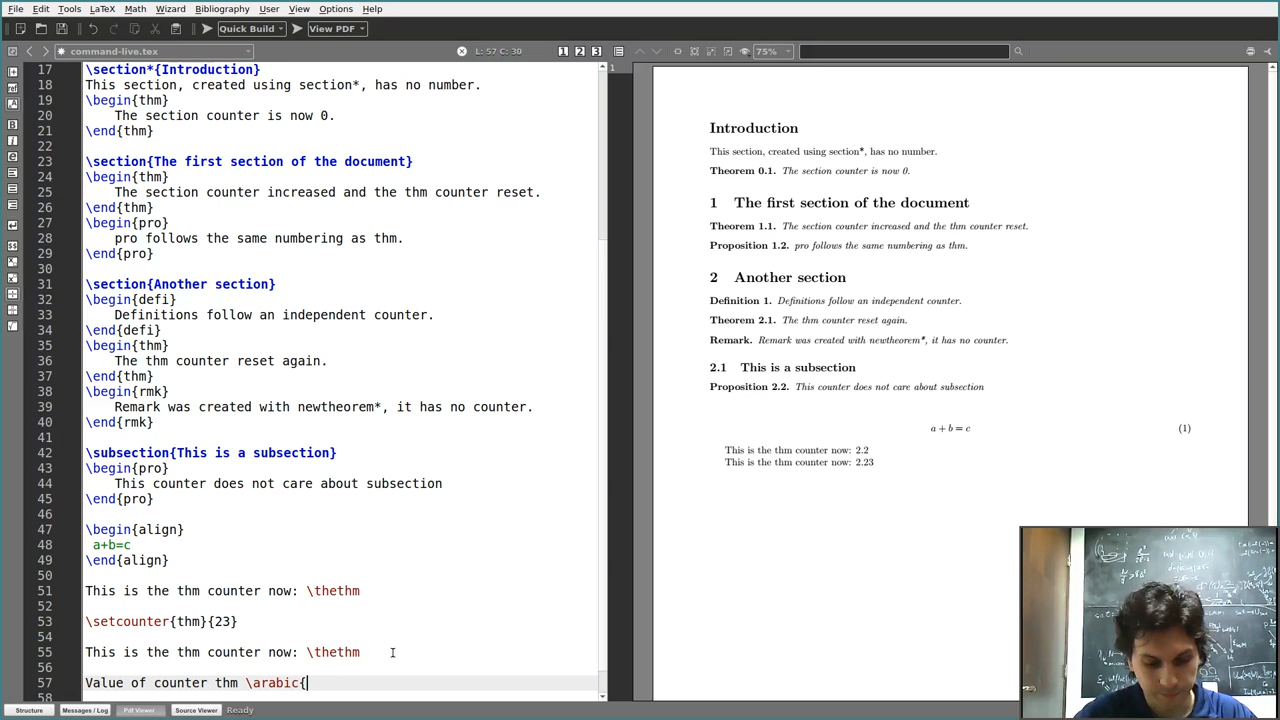 File Edit Tools LaTeX Math Wizard Bibliography User View Options Help
Quick Build View PDF
command-live.tex L: 57 C: 30 1 2 3 75%
17 \section*{Introduction}
18 This section, created using section*, has no number.
19 \begin{thm}
20 The section counter is now 0.
21 \end{thm}
22
23 \section{The first section of the document}
24 \begin{thm}
25 The section counter increased and the thm counter reset.
26 \end{thm}
27 \begin{pro}
28 pro follows the same numbering as thm.
29 \end{pro}
30
31 \section{Another section}
32 \begin{defi}
33 Definitions follow an independent counter.
34 \end{defi}
35 \begin{thm}
36 The thm counter reset again.
37 \end{thm}
38 \begin{rmk}
39 Remark was created with newtheorem*, it has no counter.
40 \end{rmk}
41
42 \subsection{This is a subsection}
43 \begin{pro}
44 This counter does not care about subsection
45 \end{pro}
46
47 \begin{align}
48 a+b=c
49 \end{align}
50
51 This is the thm counter now: \thethm
52
53 \setcounter{thm}{23}
54
55 This is the thm counter now: \thethm
56
57 Value of counter thm \arabic{
58
1
Introduction
This section, created using section*, has no number.
Theorem 0.1. The section counter is now 0.
1 The first section of the document
Theorem 1.1. The section counter increased and the thm counter reset.
Proposition 1.2. pro follows the same numbering as thm.
2 Another section
Definition 1. Definitions follow an independent counter.
Theorem 2.1. The thm counter reset again.
Remark. Remark was created with newtheorem*, it has no counter.
2.1 This is a subsection
Proposition 2.2. This counter does not care about subsection
a + b = c (1)
This is the thm counter now: 2.2
This is the thm counter now: 2.23
Structure Messages / Log Pdf Viewer Source Viewer Ready